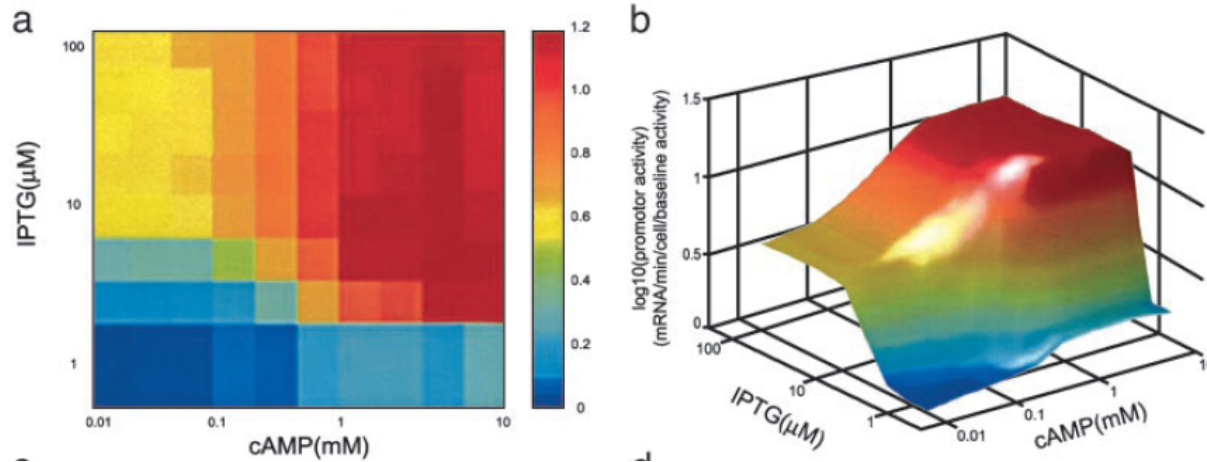 a
100
10
1
IPTG(µM)
0.01
0.1
1
10
cAMP(mM)
1.2
1.0
0.8
0.6
0.4
0.2
0
b
log10(promotor activity)
(mRNA/min/cell/baseline activity)
1.5
1
0.5
0
100
10
1
IPTG(µM)
0.01
0.1
1
cAMP(mM)
d